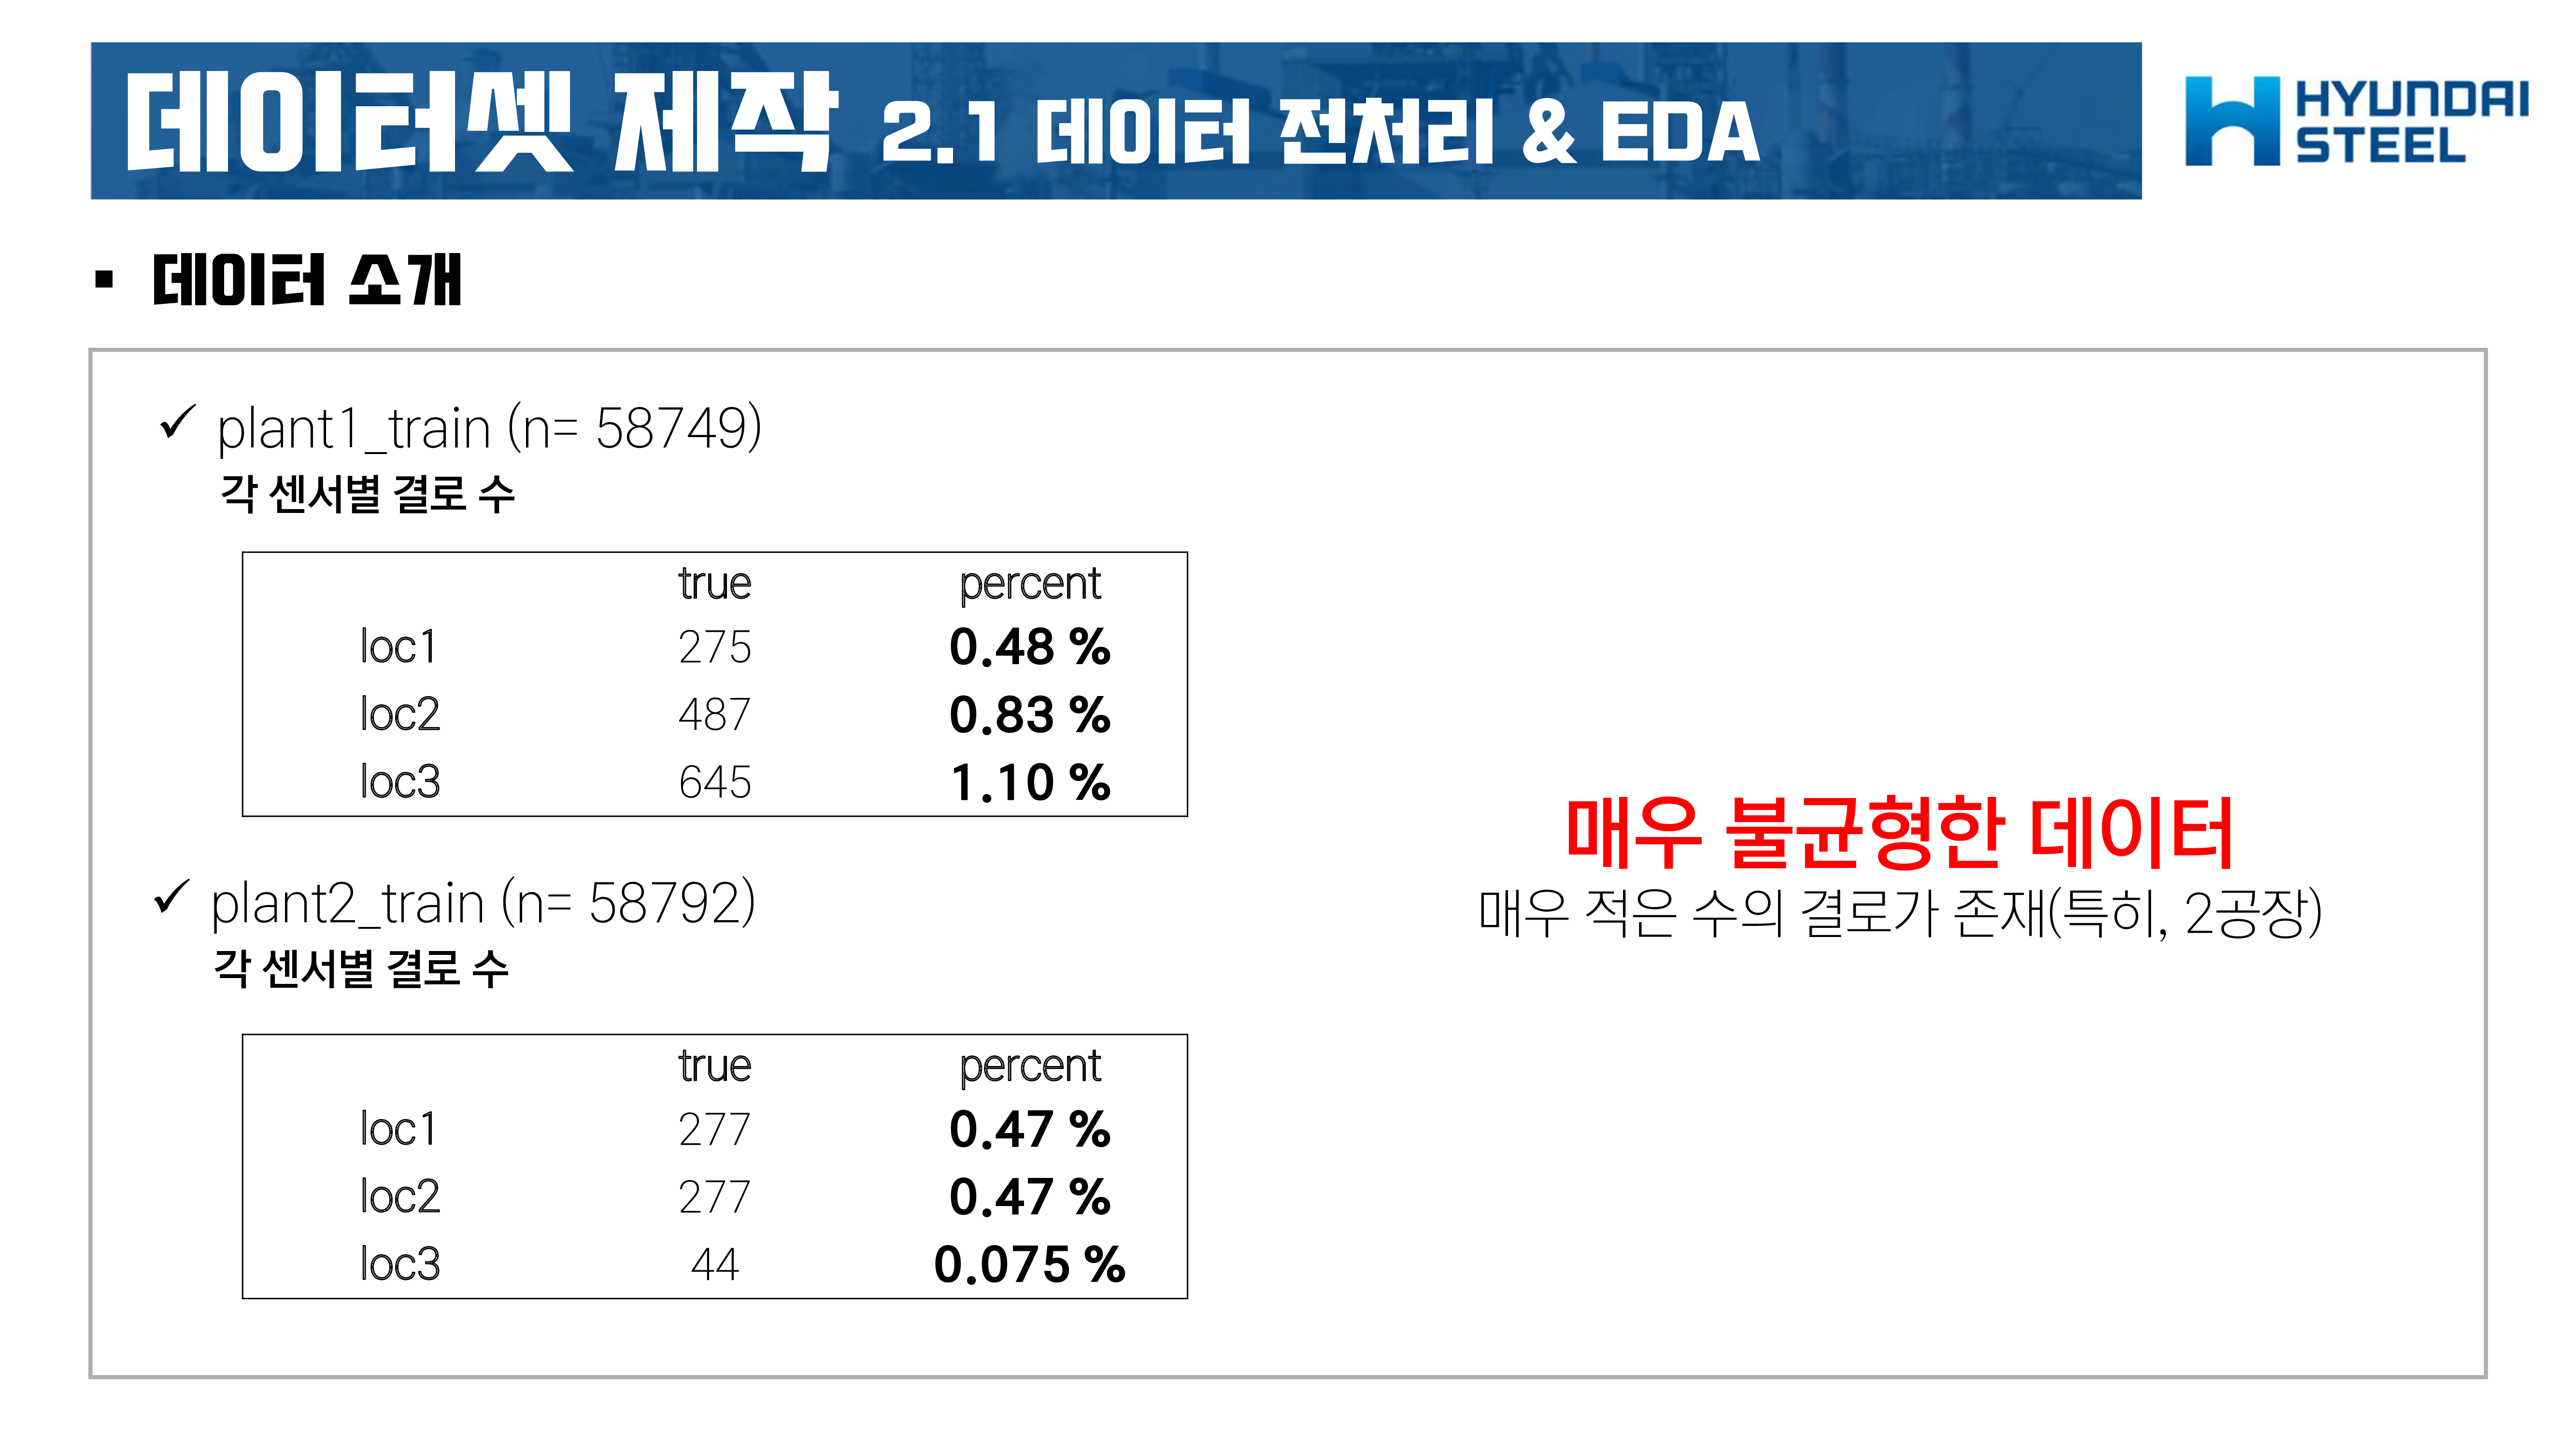 데이터셋 제작 2.1 데이터 전처리 & EDA
HYUNDAI
STEEL
▪ 데이터 소개
✓ plant1_train (n= 58749)
각 센서별 결로 수
true percent
loc1 275 0.48 %
loc2 487 0.83 %
loc3 645 1.10 %
✓ plant2_train (n= 58792)
각 센서별 결로 수
true percent
loc1 277 0.47 %
loc2 277 0.47 %
loc3 44 0.075 %
매우 불균형한 데이터
매우 적은 수의 결로가 존재(특히, 2공장)